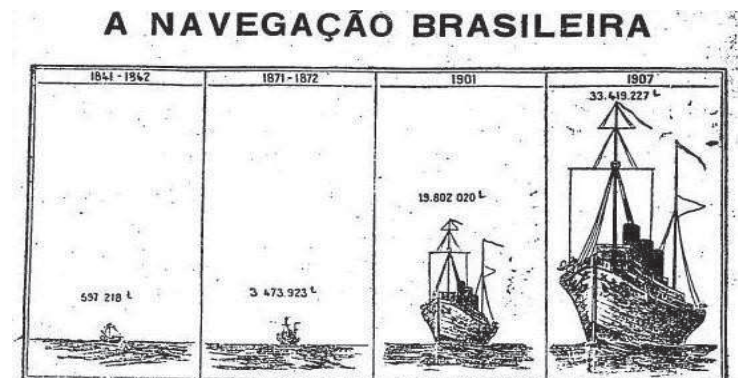 A NAVEGAÇÃO BRASILEIRA
1841 - 1842
1871 - 1872
1901
1907
597 218 t
3 473.923 t
19.802 020 t
33.419.227 t